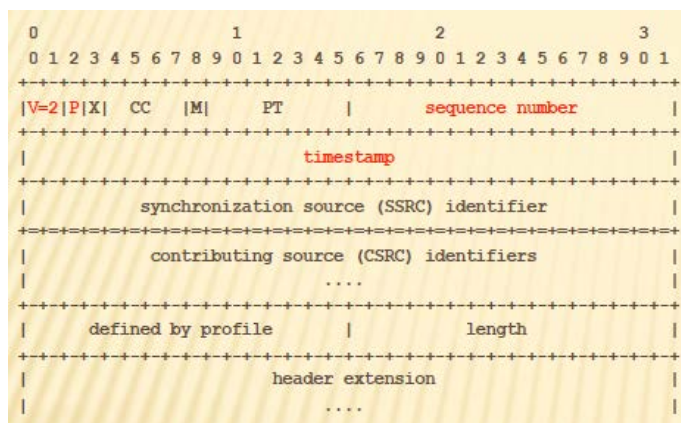 0                   1                   2                   3
0 1 2 3 4 5 6 7 8 9 0 1 2 3 4 5 6 7 8 9 0 1 2 3 4 5 6 7 8 9 0 1
+-+-+-+-+-+-+-+-+-+-+-+-+-+-+-+-+-+-+-+-+-+-+-+-+-+-+-+-+-+-+-+-+
|V=2|P|X|  CC   |M|     PT      |       sequence number         |
+-+-+-+-+-+-+-+-+-+-+-+-+-+-+-+-+-+-+-+-+-+-+-+-+-+-+-+-+-+-+-+-+
|                           timestamp                           |
+-+-+-+-+-+-+-+-+-+-+-+-+-+-+-+-+-+-+-+-+-+-+-+-+-+-+-+-+-+-+-+-+
|           synchronization source (SSRC) identifier            |
+=+=+=+=+=+=+=+=+=+=+=+=+=+=+=+=+=+=+=+=+=+=+=+=+=+=+=+=+=+=+=+=+
|            contributing source (CSRC) identifiers             |
|                             ....                              |
+-+-+-+-+-+-+-+-+-+-+-+-+-+-+-+-+-+-+-+-+-+-+-+-+-+-+-+-+-+-+-+-+
|      defined by profile       |           length              |
+-+-+-+-+-+-+-+-+-+-+-+-+-+-+-+-+-+-+-+-+-+-+-+-+-+-+-+-+-+-+-+-+
|                        header extension                       |
|                             ....                              |